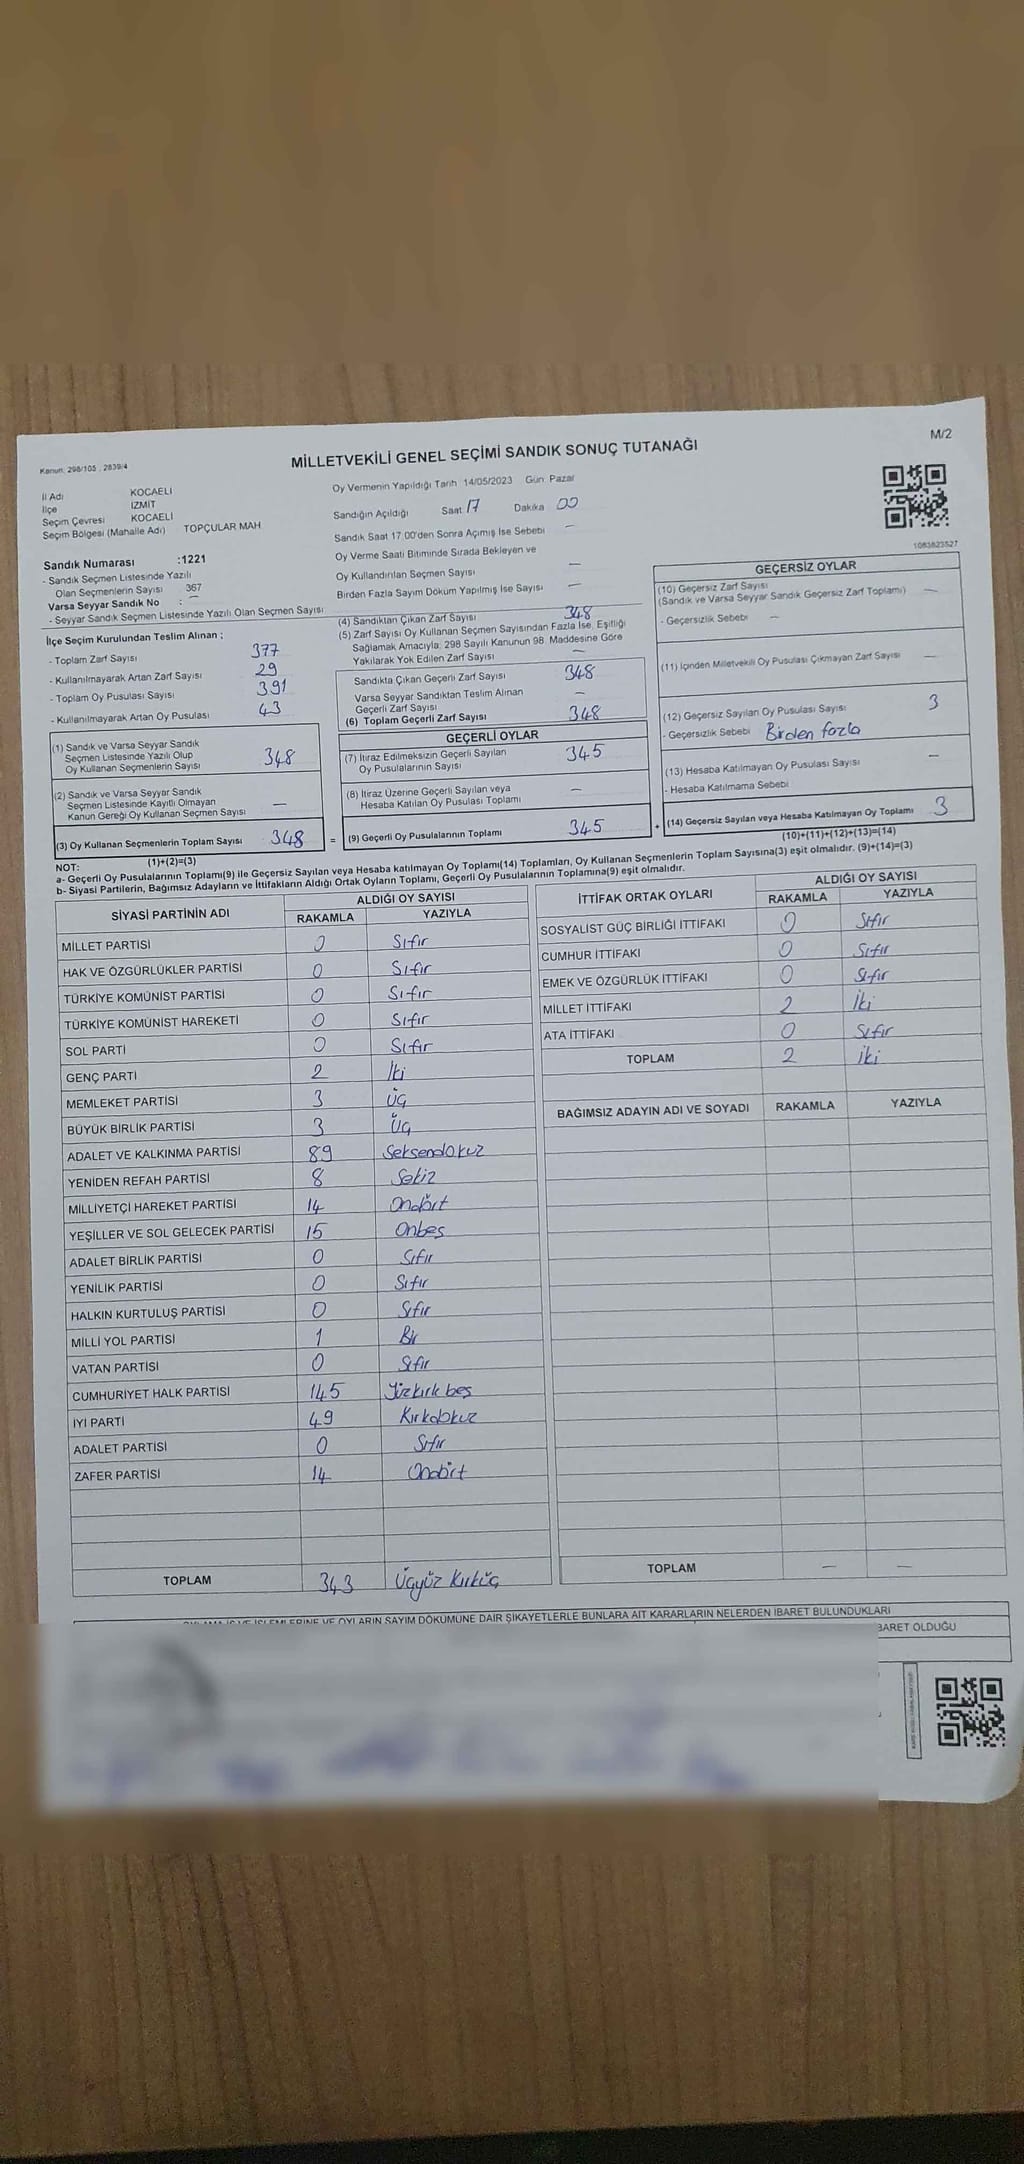 M/2
Kanun: 298/105 , 2839/4
MİLLETVEKİLİ GENEL SEÇİMİ SANDIK SONUÇ TUTANAĞI
İl Adı KOCAELİ
İlçe İZMİT
Seçim Çevresi KOCAELİ
Seçim Bölgesi (Mahalle Adı) TOPÇULAR MAH
Oy Vermenin Yapıldığı Tarih 14/05/2023 Gün Pazar
Sandığın Açıldığı Saat 17 Dakika 00
Sandık Saat 17:00'den Sonra Açımış İse Sebebi —
Oy Verme Saati Bitiminde Sırada Bekleyen ve
Oy Kullandırılan Seçmen Sayısı —
Birden Fazla Sayım Döküm Yapılmış İse Sayısı —
1083823527
Sandık Numarası :1221
- Sandık Seçmen Listesinde Yazılı
Olan Seçmenlerin Sayısı 367
Varsa Seyyar Sandık No : —
- Seyyar Sandık Seçmen Listesinde Yazılı Olan Seçmen Sayısı
İlçe Seçim Kurulundan Teslim Alınan ;
- Toplam Zarf Sayısı 377
- Kullanılmayarak Artan Zarf Sayısı 29
- Toplam Oy Pusulası Sayısı 391
- Kullanılmayarak Artan Oy Pusulası 43
(1) Sandık ve Varsa Seyyar Sandık
Seçmen Listesinde Yazılı Olup
Oy Kullanan Seçmenlerin Sayısı 348
(2) Sandık ve Varsa Seyyar Sandık
Seçmen Listesinde Kayıtlı Olmayan
Kanun Gereği Oy Kullanan Seçmen Sayısı —
(3) Oy Kullanan Seçmenlerin Toplam Sayısı 348 =
(1)+(2)=(3)
(4) Sandıktan Çıkan Zarf Sayısı 348
(5) Zarf Sayısı Oy Kullanan Seçmen Sayısından Fazla İse, Eşitliği
Sağlamak Amacıyla, 298 Sayılı Kanunun 98. Maddesine Göre
Yakılarak Yok Edilen Zarf Sayısı —
Sandıkta Çıkan Geçerli Zarf Sayısı 348
Varsa Seyyar Sandıktan Teslim Alınan
Geçerli Zarf Sayısı —
(6) Toplam Geçerli Zarf Sayısı 348
GEÇERLİ OYLAR
(7) İtiraz Edilmeksizin Geçerli Sayılan
Oy Pusulalarının Sayısı 345
(8) İtiraz Üzerine Geçerli Sayılan veya
Hesaba Katılan Oy Pusulası Toplamı —
(9) Geçerli Oy Pusulalarının Toplamı 345 +
GEÇERSİZ OYLAR
(10) Geçersiz Zarf Sayısı
(Sandık ve Varsa Seyyar Sandık Geçersiz Zarf Toplamı) —
- Geçersizlik Sebebi —
(11) İçinden Milletvekili Oy Pusulası Çıkmayan Zarf Sayısı —
(12) Geçersiz Sayılan Oy Pusulası Sayısı 3
- Geçersizlik Sebebi Birden fazla
(13) Hesaba Katılmayan Oy Pusulası Sayısı —
- Hesaba Katılmama Sebebi
(14) Geçersiz Sayılan veya Hesaba Katılmayan Oy Toplamı 3
(10)+(11)+(12)+(13)=(14)
NOT:
a- Geçerli Oy Pusulalarının Toplamı(9) ile Geçersiz Sayılan veya Hesaba katılmayan Oy Toplamı(14) Toplamları, Oy Kullanan Seçmenlerin Toplam Sayısına(3) eşit olmalıdır. (9)+(14)=(3)
b- Siyasi Partilerin, Bağımsız Adayların ve İttifakların Aldığı Ortak Oyların Toplamı, Geçerli Oy Pusulalarının Toplamına(9) eşit olmalıdır.
SİYASİ PARTİNİN ADI ALDIĞI OY SAYISI
RAKAMLA YAZIYLA
MİLLET PARTİSİ 0 Sıfır
HAK VE ÖZGÜRLÜKLER PARTİSİ 0 Sıfır
TÜRKİYE KOMÜNİST PARTİSİ 0 Sıfır
TÜRKİYE KOMÜNİST HAREKETİ 0 Sıfır
SOL PARTİ 0 Sıfır
GENÇ PARTİ 2 İki
MEMLEKET PARTİSİ 3 Üç
BÜYÜK BİRLİK PARTİSİ 3 Üç
ADALET VE KALKINMA PARTİSİ 89 Seksendokuz
YENİDEN REFAH PARTİSİ 8 Sekiz
MİLLİYETÇİ HAREKET PARTİSİ 14 Ondört
YEŞİLLER VE SOL GELECEK PARTİSİ 15 Onbeş
ADALET BİRLİK PARTİSİ 0 Sıfır
YENİLİK PARTİSİ 0 Sıfır
HALKIN KURTULUŞ PARTİSİ 0 Sıfır
MİLLİ YOL PARTİSİ 1 Bir
VATAN PARTİSİ 0 Sıfır
CUMHURİYET HALK PARTİSİ 145 Yüzkırkbeş
İYİ PARTİ 49 Kırkdokuz
ADALET PARTİSİ 0 Sıfır
ZAFER PARTİSİ 14 Ondört
TOPLAM 343 Üçyüz Kırküç
İTTİFAK ORTAK OYLARI ALDIĞI OY SAYISI
RAKAMLA YAZIYLA
SOSYALİST GÜÇ BİRLİĞİ İTTİFAKI 0 Sıfır
CUMHUR İTTİFAKI 0 Sıfır
EMEK VE ÖZGÜRLÜK İTTİFAKI 0 Sıfır
MİLLET İTTİFAKI 2 İki
ATA İTTİFAKI 0 Sıfır
TOPLAM 2 İki
BAĞIMSIZ ADAYIN ADI VE SOYADI RAKAMLA YAZIYLA
TOPLAM — —
SAYIM DÖKÜMÜNE DAİR ŞİKAYETLERLE BUNLARA AİT KARARLARIN NELERDEN İBARET BULUNDUKLARI
BARET OLDUĞU